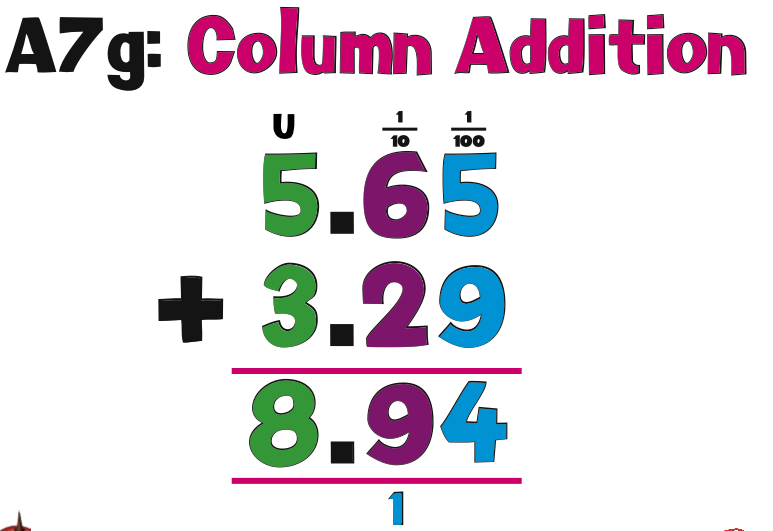 A7g: Column Addition
U 1/10 1/100
5.65
+ 3.29
8.94
1